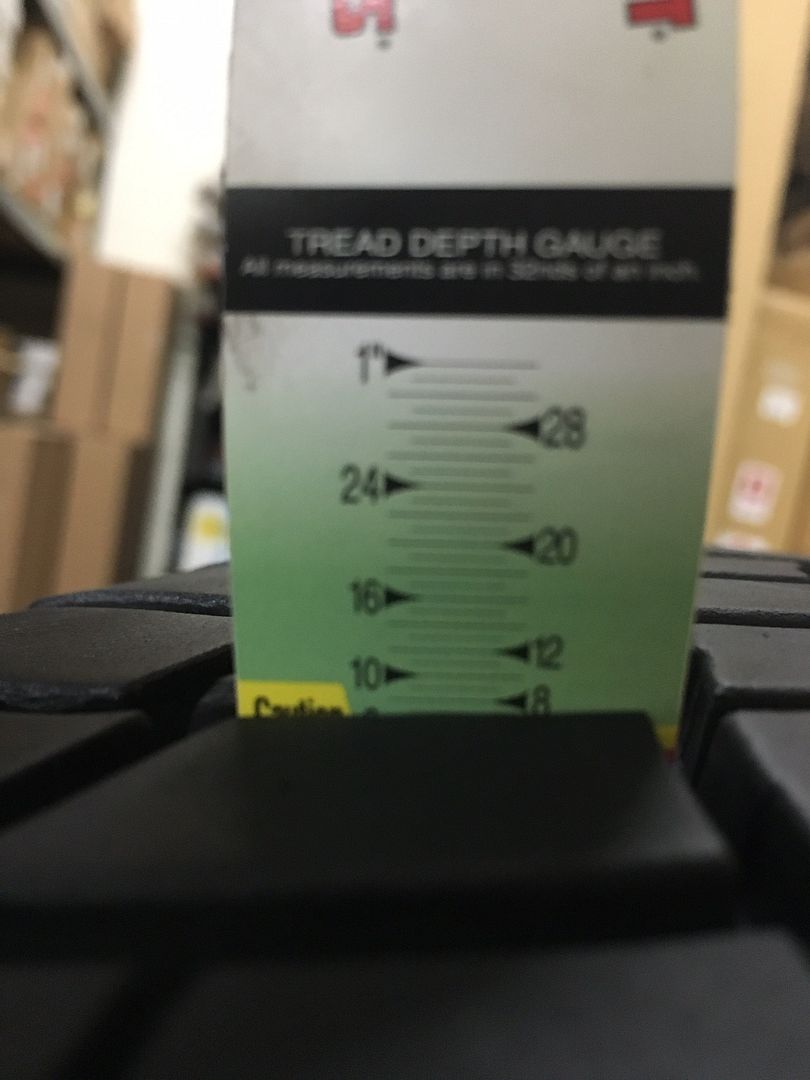 S
T
TREAD DEPTH GAUGE
All measurements are in 32nds of an inch.
1"
28
24
20
16
12
10
8
Caution